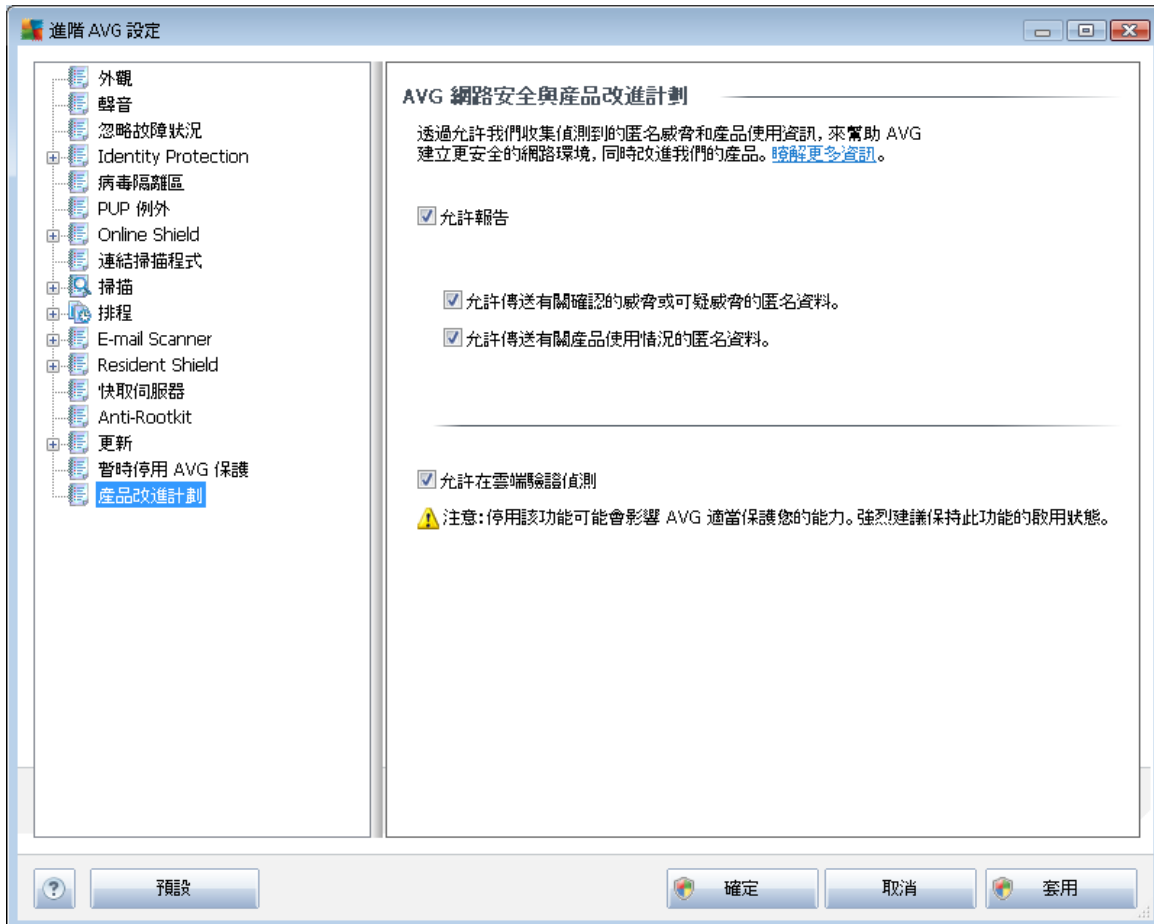 進階 AVG 設定
外觀
聲音
忽略故障狀況
Identity Protection
病毒隔離區
PUP 例外
Online Shield
連結掃描程式
掃描
排程
E-mail Scanner
Resident Shield
快取伺服器
Anti-Rootkit
更新
暫時停用 AVG 保護
產品改進計劃
AVG 網路安全與產品改進計劃
透過允許我們收集偵測到的匿名威脅和產品使用資訊，來幫助 AVG
建立更安全的網路環境，同時改進我們的產品。瞭解更多資訊。
允許報告
允許傳送有關確認的威脅或可疑威脅的匿名資料。
允許傳送有關產品使用情況的匿名資料。
允許在雲端驗證偵測
注意：停用該功能可能會影響 AVG 適當保護您的能力。強烈建議保持此功能的啟用狀態。
?
預設
確定
取消
套用